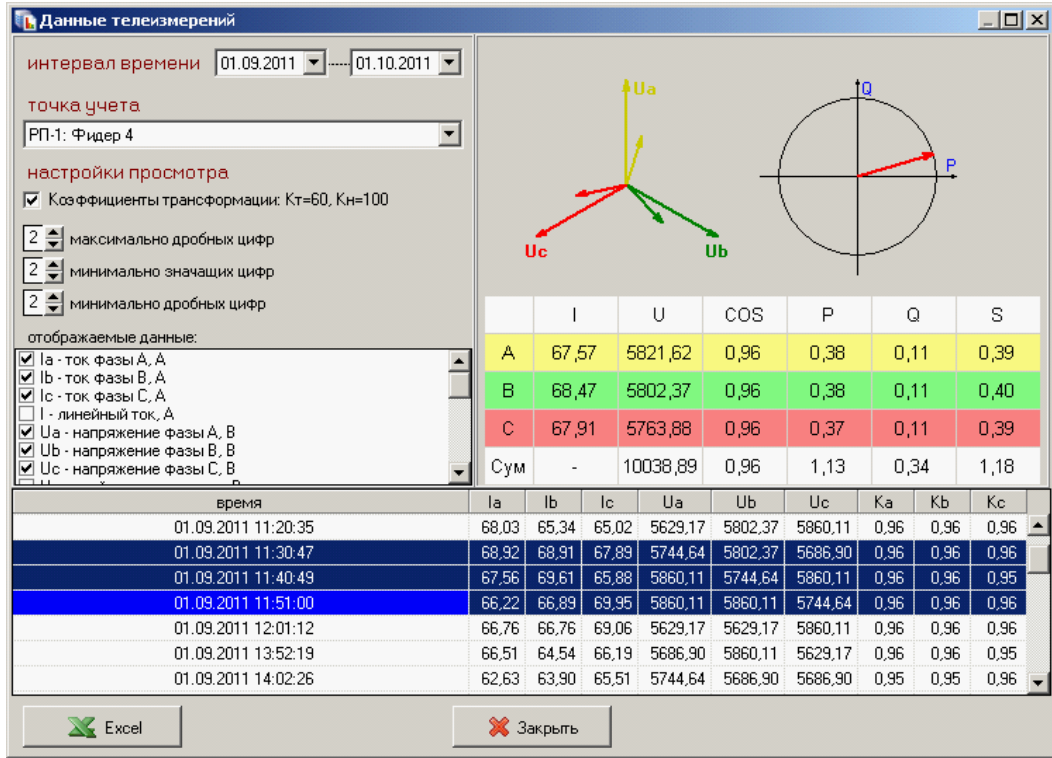 Данные телеизмерений
интервал времени 01.09.2011 ----- 01.10.2011
точка учета
РП-1: Фидер 4
настройки просмотра
Коэффициенты трансформации: Кт=60, Кн=100
2 максимально дробных цифр
2 минимально значащих цифр
2 минимально дробных цифр
отображаемые данные:
Ia - ток фазы А, А
Ib - ток фазы В, А
Ic - ток фазы С, А
I - линейный ток, А
Ua - напряжение фазы А, В
Ub - напряжение фазы В, В
Uc - напряжение фазы С, В
Ua
Uc
Ub
Q
P
I U COS P Q S
A 67,57 5821,62 0,96 0,38 0,11 0,39
B 68,47 5802,37 0,96 0,38 0,11 0,40
C 67,91 5763,88 0,96 0,37 0,11 0,39
Сум - 10038,89 0,96 1,13 0,34 1,18
время Ia Ib Ic Ua Ub Uc Ka Kb Kc
01.09.2011 11:20:35 68,03 65,34 65,02 5629,17 5802,37 5860,11 0,96 0,96 0,96
01.09.2011 11:30:47 68,92 68,91 67,89 5744,64 5802,37 5686,90 0,96 0,96 0,96
01.09.2011 11:40:49 67,56 69,61 65,88 5860,11 5744,64 5860,11 0,96 0,96 0,95
01.09.2011 11:51:00 66,22 66,89 69,95 5860,11 5860,11 5744,64 0,96 0,96 0,96
01.09.2011 12:01:12 66,76 66,76 69,06 5629,17 5629,17 5860,11 0,96 0,96 0,96
01.09.2011 13:52:19 66,51 64,54 66,19 5686,90 5860,11 5629,17 0,96 0,96 0,95
01.09.2011 14:02:26 62,63 63,90 65,51 5744,64 5686,90 5686,90 0,95 0,95 0,96
Excel
Закрыть